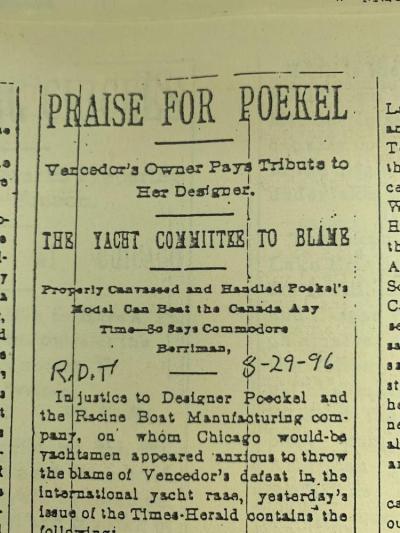 PRAISE FOR POEKEL
Vencedor's Owner Pays Tribute to
Her Designer.
THE YACHT COMMITTEE TO BLAME
Properly Canvassed and Handled Poekel's
Model Can Beat the Canada Any
Time—So Says Commodore
Berriman,
R.D.T 8-29-96
In justice to Designer Poeckel and
the Racine Boat Manufacturing com-
pany, on whom Chicago would-be
yachtsmen appeared anxious to throw
the blame of Vencedor's defeat in the
international yacht rase, yesterday's
issue of the Times-Herald contains the
following: